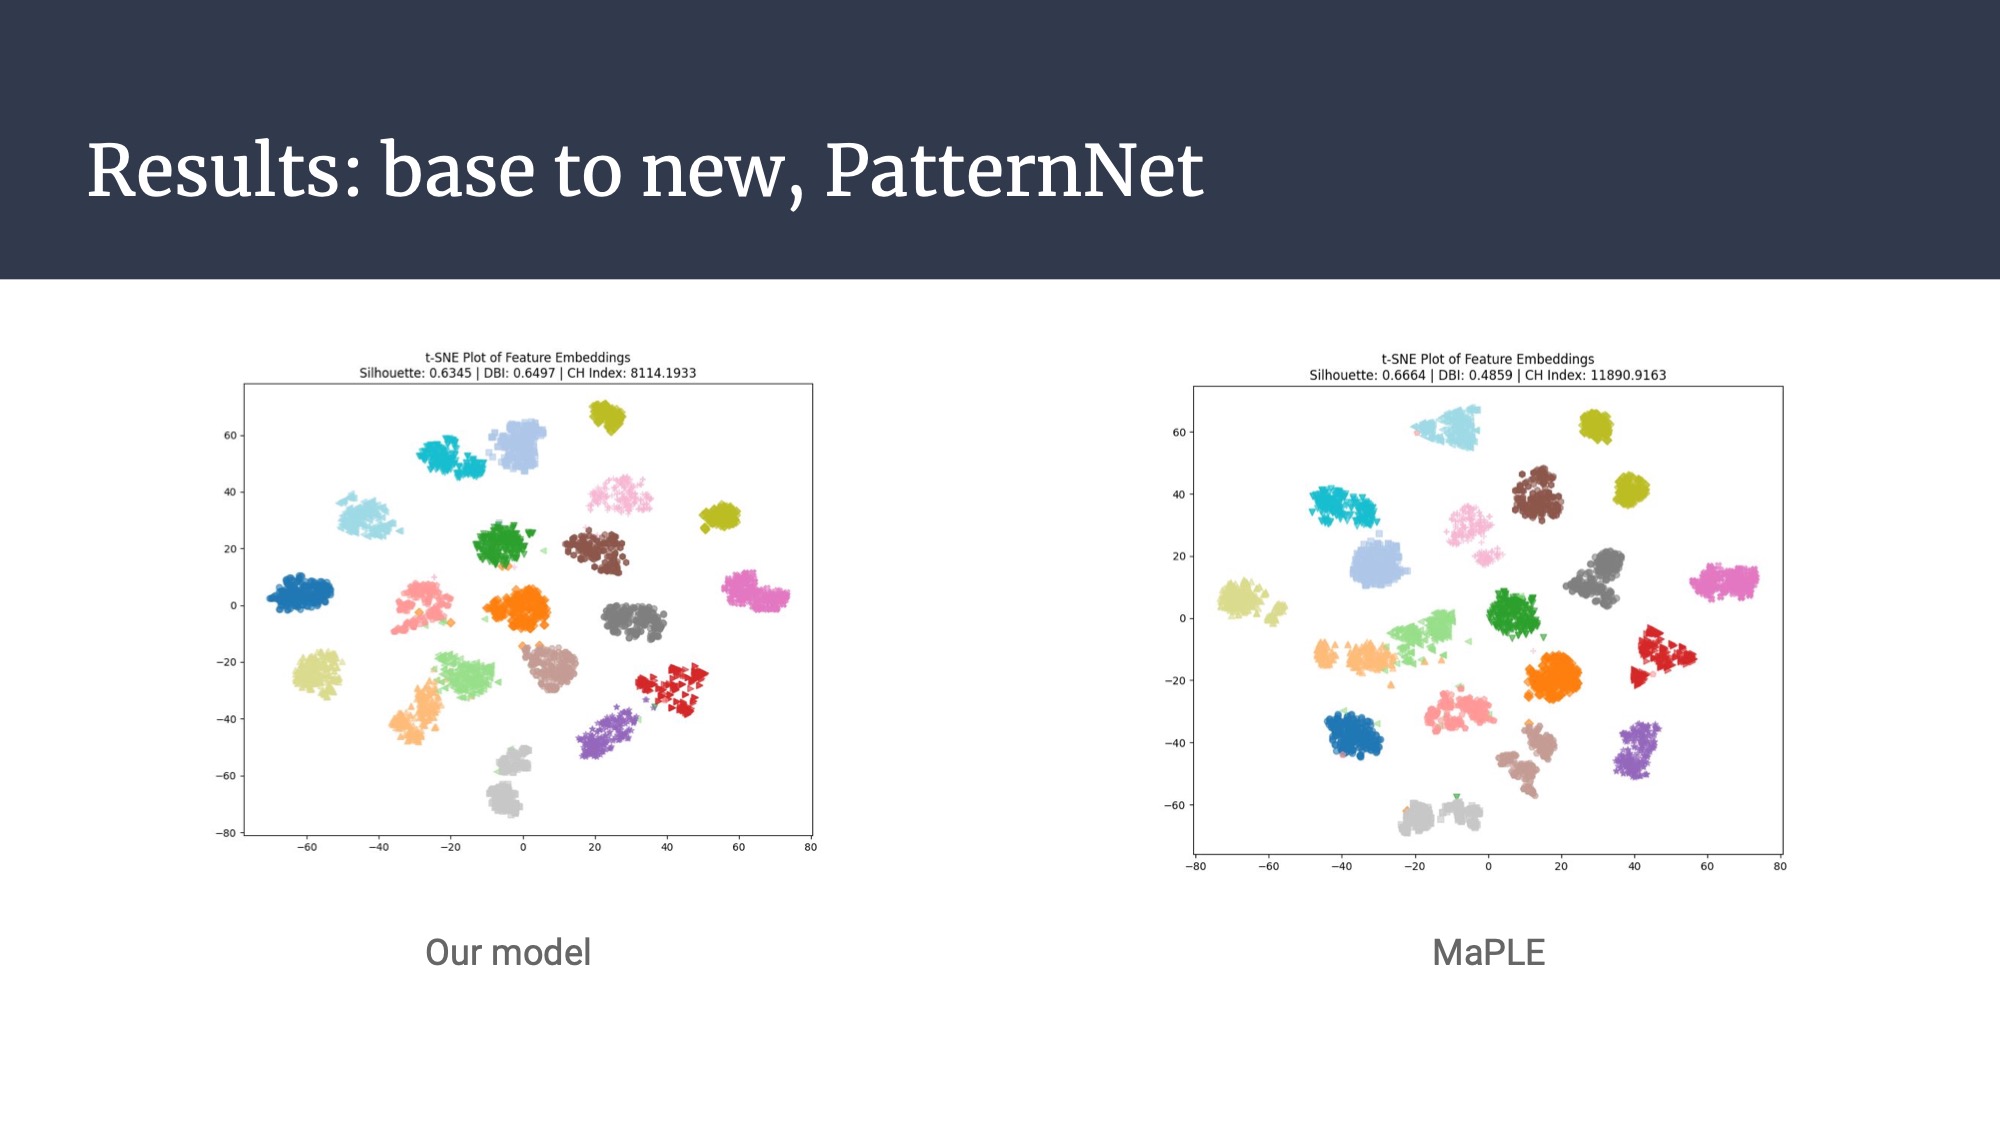 Results: base to new, PatternNet
t-SNE Plot of Feature Embeddings
Silhouette: 0.6345 | DBI: 0.6497 | CH Index: 8114.1933
60
40
20
0
−20
−40
−60
−80
−60 −40 −20 0 20 40 60 80
Our model
t-SNE Plot of Feature Embeddings
Silhouette: 0.6664 | DBI: 0.4859 | CH Index: 11890.9163
60
40
20
0
−20
−40
−60
−80 −60 −40 −20 0 20 40 60 80
MaPLE